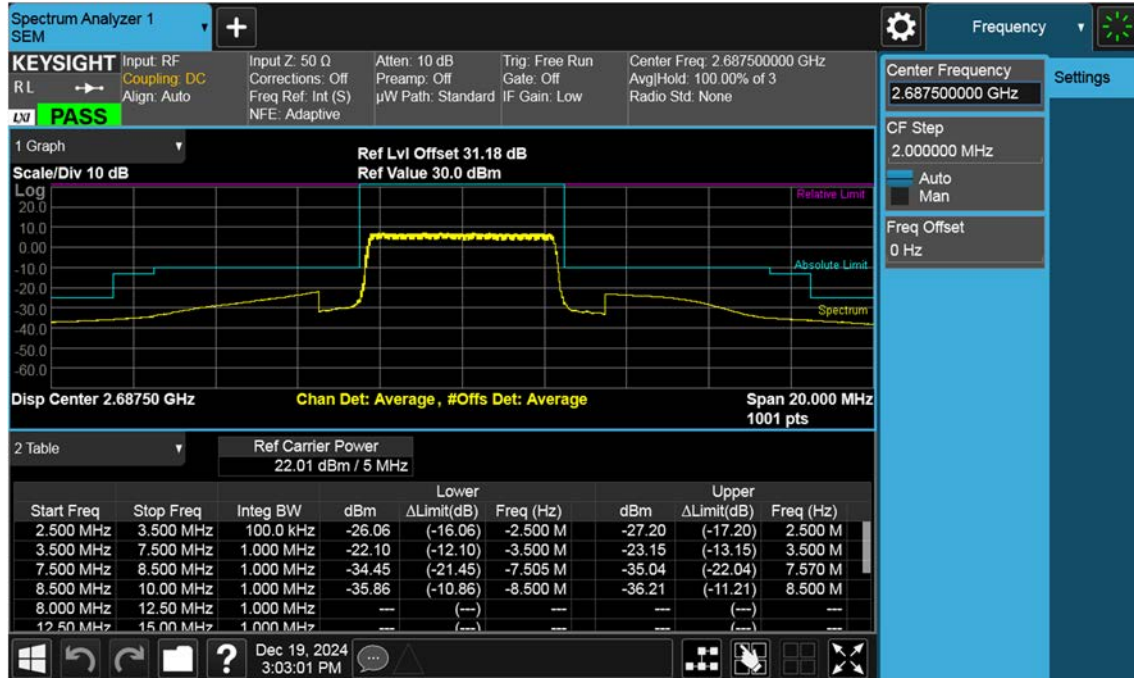 Spectrum Analyzer 1
SEM
Frequency
KEYSIGHT
R L
LXI
PASS
Input: RF
Coupling: DC
Align: Auto
Input Z: 50 Ω
Corrections: Off
Freq Ref: Int (S)
NFE: Adaptive
Atten: 10 dB
Preamp: Off
µW Path: Standard
Trig: Free Run
Gate: Off
IF Gain: Low
Center Freq: 2.687500000 GHz
Avg|Hold: 100.00% of 3
Radio Std: None
Center Frequency
2.687500000 GHz
Settings
CF Step
2.000000 MHz
Auto
Man
Freq Offset
0 Hz
1 Graph
Scale/Div 10 dB
Ref Lvl Offset 31.18 dB
Ref Value 30.0 dBm
Log
20.0
10.0
0.00
-10.0
-20.0
-30.0
-40.0
-50.0
-60.0
Relative Limit
Absolute Limit
Spectrum
Disp Center 2.68750 GHz
Chan Det: Average , #Offs Det: Average
Span 20.000 MHz
1001 pts
2 Table
Ref Carrier Power
22.01 dBm / 5 MHz
Lower Upper
Start Freq Stop Freq Integ BW dBm ΔLimit(dB) Freq (Hz) dBm ΔLimit(dB) Freq (Hz)
2.500 MHz 3.500 MHz 100.0 kHz -26.06 (-16.06) -2.500 M -27.20 (-17.20) 2.500 M
3.500 MHz 7.500 MHz 1.000 MHz -22.10 (-12.10) -3.500 M -23.15 (-13.15) 3.500 M
7.500 MHz 8.500 MHz 1.000 MHz -34.45 (-21.45) -7.505 M -35.04 (-22.04) 7.570 M
8.500 MHz 10.00 MHz 1.000 MHz -35.86 (-10.86) -8.500 M -36.21 (-11.21) 8.500 M
8.000 MHz 12.50 MHz 1.000 MHz --- (---) --- --- (---) ---
12.50 MHz 15.00 MHz 1.000 MHz --- (---) --- --- (---) ---
?
Dec 19, 2024
3:03:01 PM